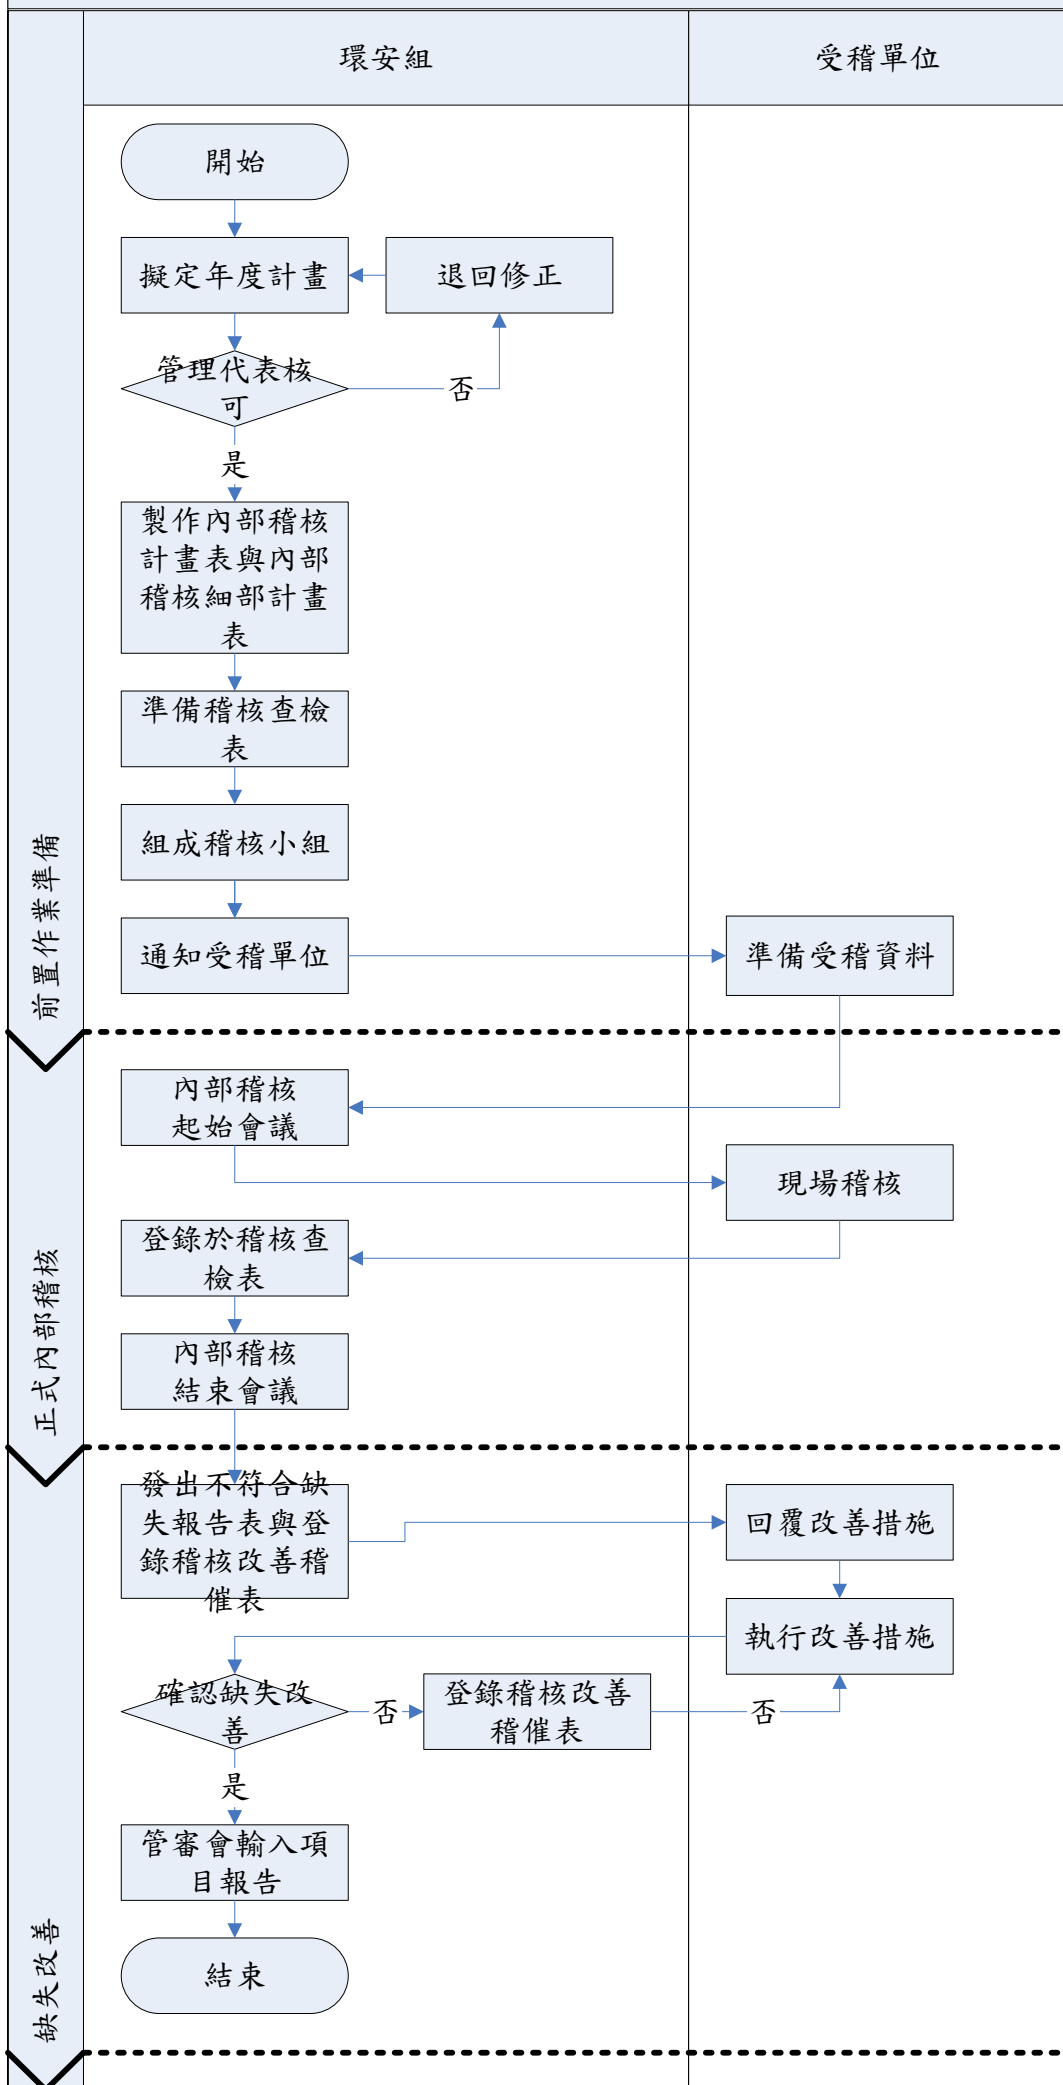 環安組
受稽單位
開始
擬定年度計畫
退回修正
管理代表核
可
否
是
製作內部稽核
計畫表與內部
稽核細部計畫
表
準備稽核查檢
表
組成稽核小組
通知受稽單位
準備受稽資料
前置作業準備
內部稽核
起始會議
現場稽核
登錄於稽核查
檢表
內部稽核
結束會議
正式內部稽核
發出不符合缺
失報告表與登
錄稽核改善稽
催表
回覆改善措施
執行改善措施
確認缺失改
善
否
登錄稽核改善
稽催表
否
是
管審會輸入項
目報告
結束
缺失改善